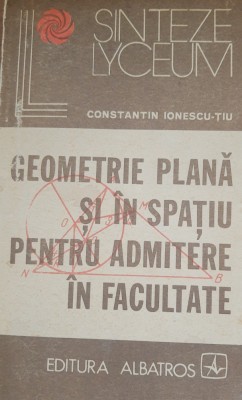 SINTEZE
LYCEUM
CONSTANTIN IONESCU-ȚIU
GEOMETRIE PLANĂ
ȘI ÎN SPAȚIU
PENTRU ADMITERE
ÎN FACULTATE
O
M
N
B
EDITURA ALBATROS